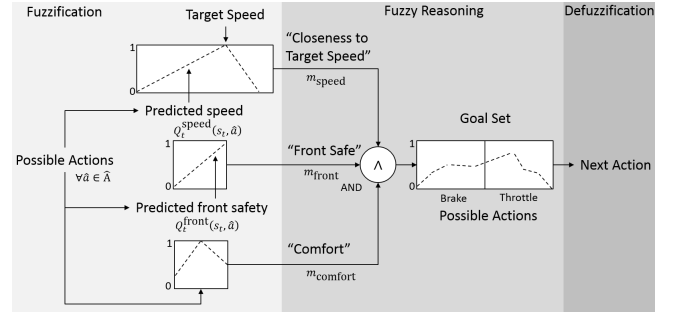 Fuzzification
Target Speed
Fuzzy Reasoning
Defuzzification
1
0
"Closeness to
Target Speed"
m_speed
Predicted speed
Q_t^speed(s_t, â)
Possible Actions
∀â ∈ Â
1
0
"Front Safe"
m_front
∧
AND
Goal Set
1
0
Brake
Throttle
Possible Actions
Next Action
Predicted front safety
Q_t^front(s_t, â)
1
0
"Comfort"
m_comfort